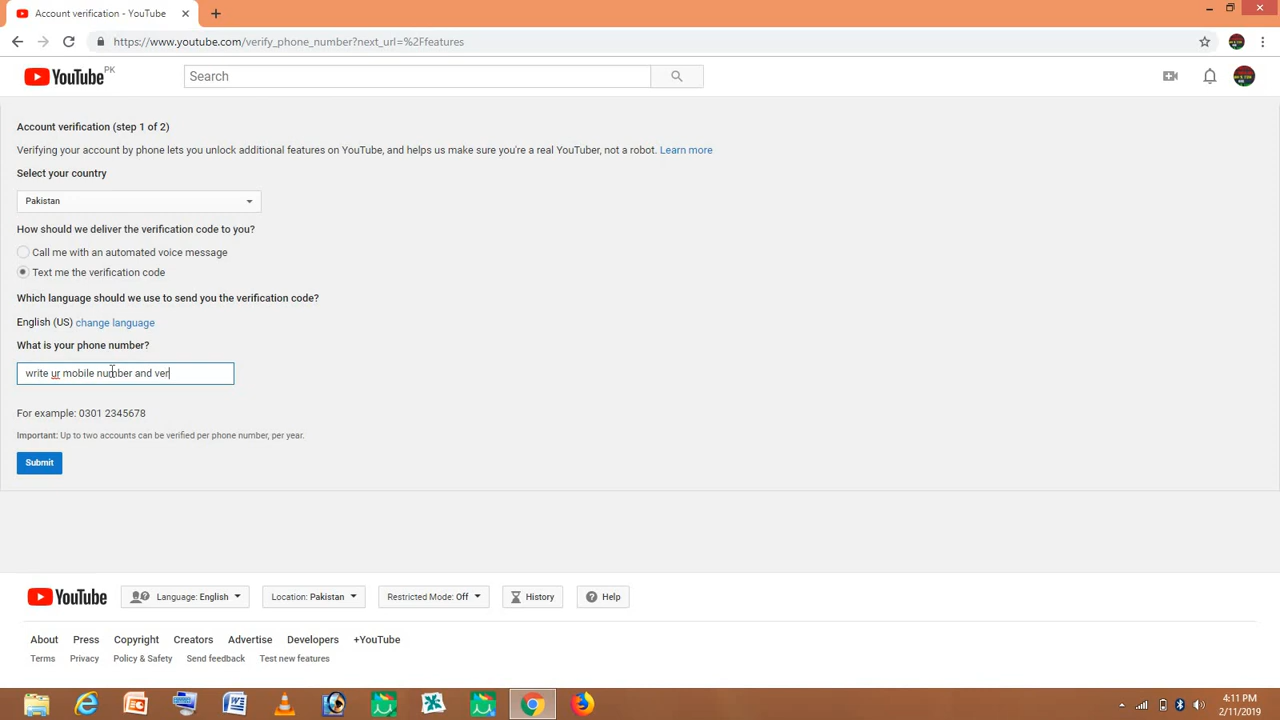 Account verification - YouTube
https://www.youtube.com/verify_phone_number?next_url=%2Ffeatures
YouTube PK
Search
Account verification (step 1 of 2)
Verifying your account by phone lets you unlock additional features on YouTube, and helps us make sure you're a real YouTuber, not a robot. Learn more
Select your country
Pakistan
How should we deliver the verification code to you?
Call me with an automated voice message
Text me the verification code
Which language should we use to send you the verification code?
English (US) change language
What is your phone number?
write ur mobile number and ver
For example: 0301 2345678
Important: Up to two accounts can be verified per phone number, per year.
Submit
YouTube Language: English Location: Pakistan Restricted Mode: Off History Help
About Press Copyright Creators Advertise Developers +YouTube
Terms Privacy Policy & Safety Send feedback Test new features
4:11 PM
2/11/2019